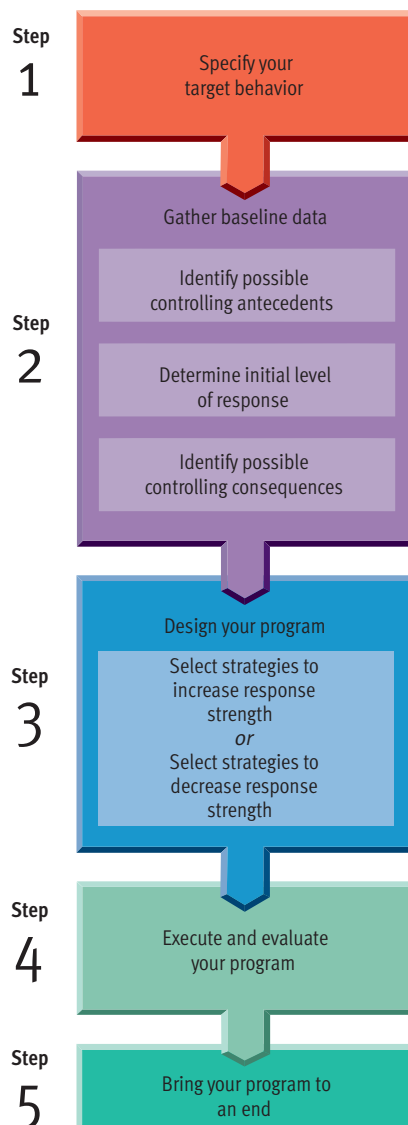 Step
1
Specify your
target behavior
Step
2
Gather baseline data
Identify possible
controlling antecedents
Determine initial level
of response
Identify possible
controlling consequences
Step
3
Design your program
Select strategies to
increase response
strength
or
Select strategies to
decrease response
strength
Step
4
Execute and evaluate
your program
Step
5
Bring your program to
an end